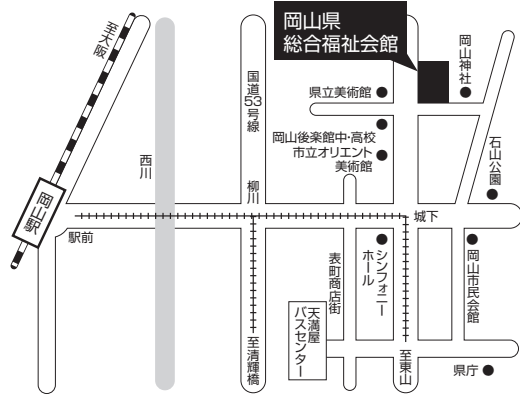 岡山県
総合福祉会館
至大阪
国道53号線
県立美術館
岡山神社
岡山後楽館中・高校
市立オリエント
美術館
石山公園
西川
柳川
岡山駅
駅前
城下
表町商店街
シンフォニー
ホール
岡山市民会館
天満屋
バスセンター
至清輝橋
至東山
県庁